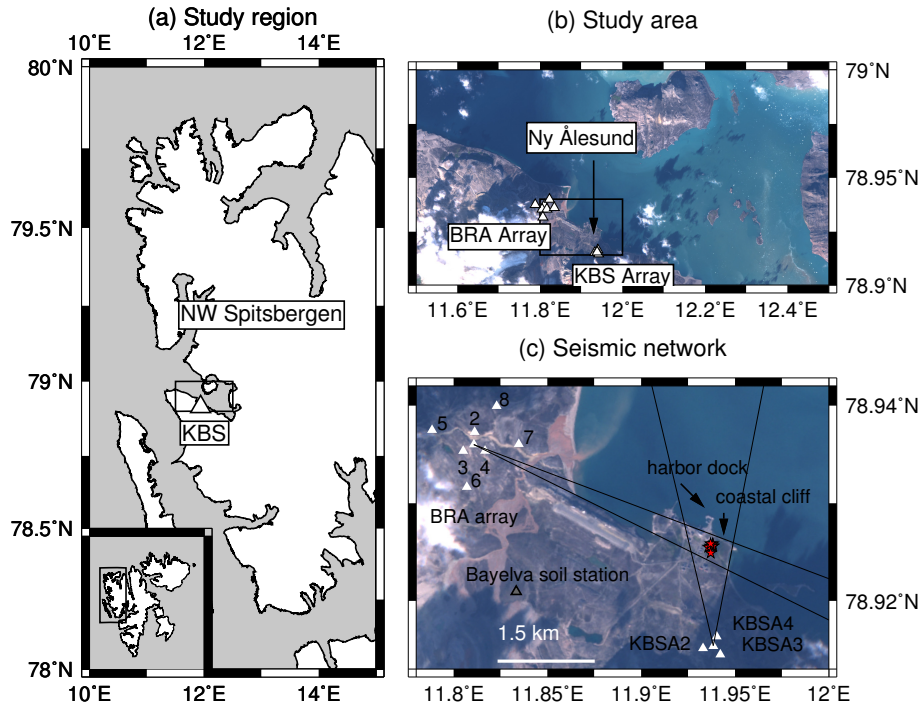 (a) Study region
10˚E 12˚E 14˚E
80˚N
79.5˚N
79˚N
78.5˚N
78˚N
NW Spitsbergen
KBS
10˚E 12˚E 14˚E
(b) Study area
79˚N
78.95˚N
78.9˚N
Ny Ålesund
BRA Array
KBS Array
11.6˚E 11.8˚E 12˚E 12.2˚E 12.4˚E
(c) Seismic network
78.94˚N
78.92˚N
8
5 2
7
3 4
6
BRA array
harbor dock
coastal cliff
Bayelva soil station
1.5 km
KBSA4
KBSA2 KBSA3
11.8˚E 11.85˚E 11.9˚E 11.95˚E 12˚E